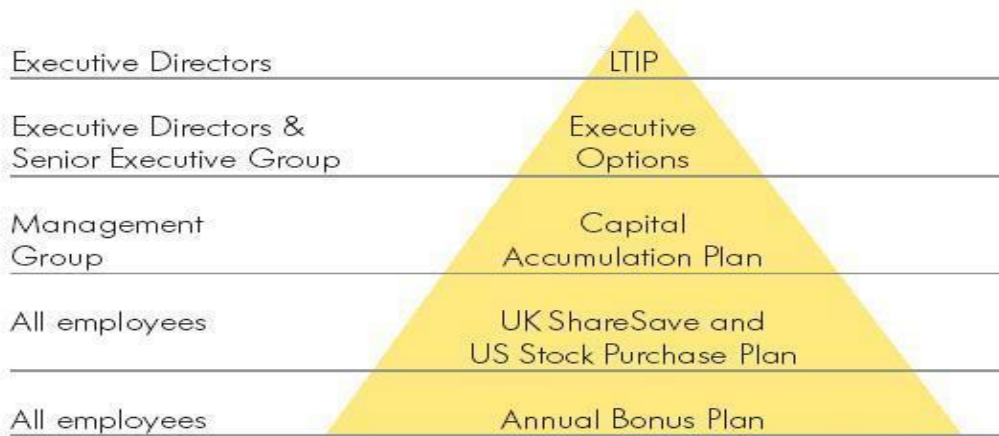 Executive Directors
LTIP
Executive Directors &
Senior Executive Group
Executive
Options
Management
Group
Capital
Accumulation Plan
All employees
UK ShareSave and
US Stock Purchase Plan
All employees
Annual Bonus Plan